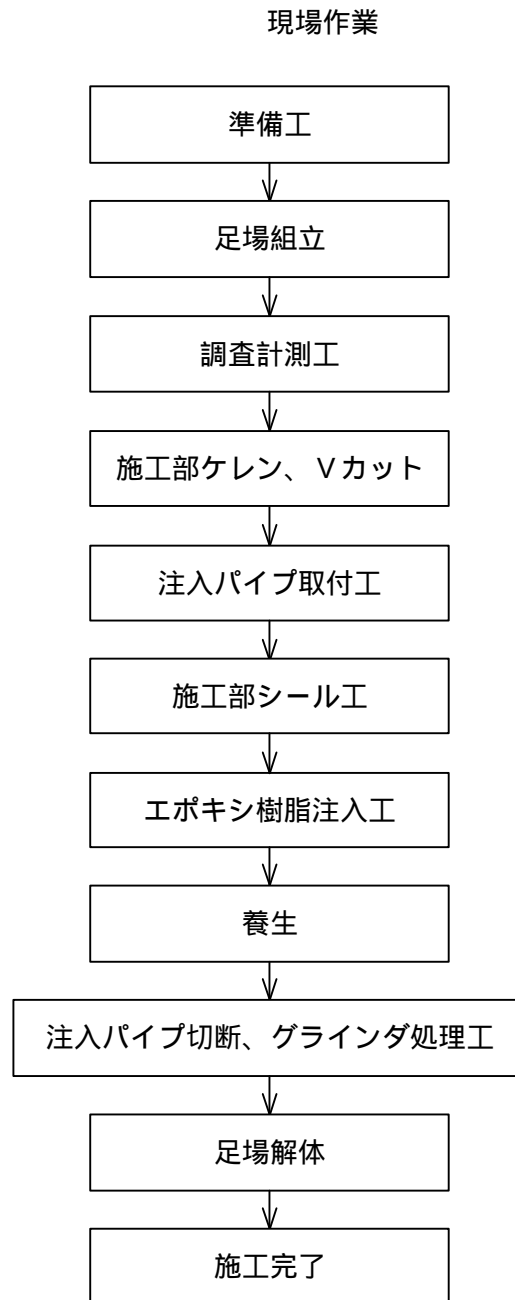 現場作業
準備工
足場組立
調査計測工
施工部ケレン、Ｖカット
注入パイプ取付工
施工部シール工
エポキシ樹脂注入工
養生
注入パイプ切断、グラインダ処理工
足場解体
施工完了